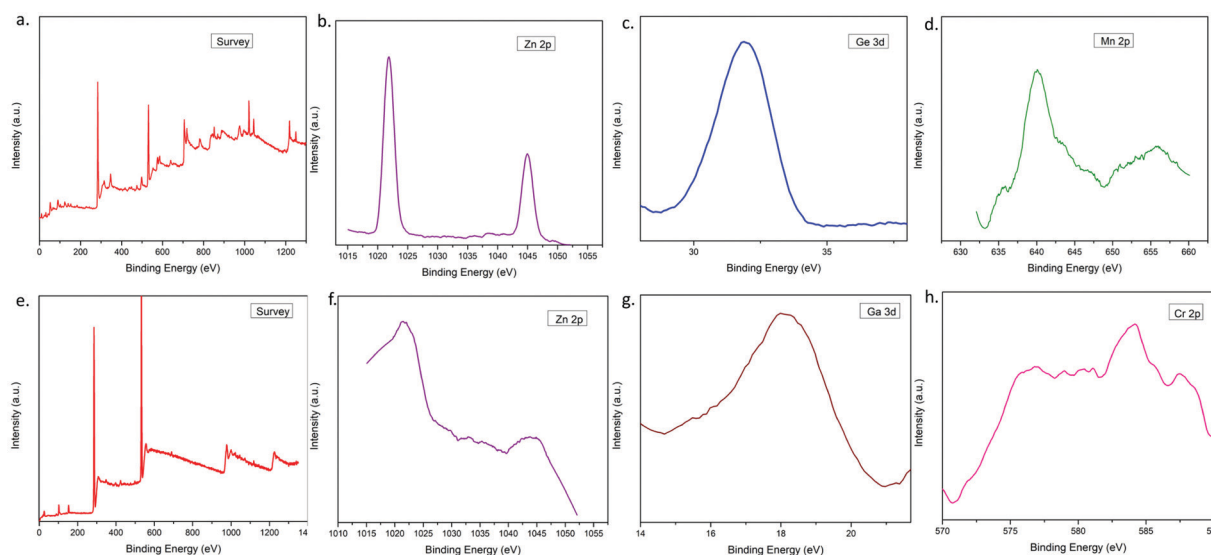 a.
Survey
Intensity (a.u.)
0 200 400 600 800 1000 1200
Binding Energy (eV)
b.
Zn 2p
Intensity (a.u.)
1015 1020 1025 1030 1035 1040 1045 1050 1055
Binding Energy (eV)
c.
Ge 3d
Intensity (a.u.)
30 35
Binding Energy (eV)
d.
Mn 2p
Intensity (a.u.)
630 635 640 645 650 655 660
Binding Energy (eV)
e.
Survey
Intensity (a.u.)
0 200 400 600 800 1000 1200 14
Binding Energy (eV)
f.
Zn 2p
Intensity (a.u.)
1010 1015 1020 1025 1030 1035 1040 1045 1050 1055
Binding Energy (eV)
g.
Ga 3d
Intensity (a.u.)
14 16 18 20
Binding Energy (eV)
h.
Cr 2p
Intensity (a.u.)
570 575 580 585
Binding Energy (eV)